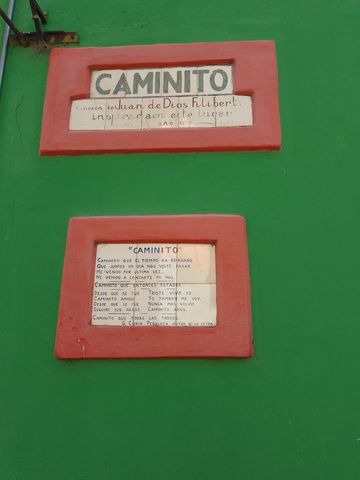 CAMINITO
Canción de Juan de Dios Filibert.
inspirada en este lugar
año
"CAMINITO"
CAMINITO QUE EL TIEMPO HA BORRADO
QUE JUNTOS UN DIA NOS VISTE PASAR
HE VENIDO POR ULTIMA VEZ
HE VENIDO A CONTARTE MI MAL
CAMINITO QUE ENTONCES ESTABAS
DESDE QUE SE FUE TRISTE VIVO YO
CAMINITO AMIGO YO TAMBIEN ME VOY.
DESDE QUE SE FUE NUNCA MAS VOLVIO
SEGUIRE SUS PASOS CAMINITO ADIOS.
CAMINITO QUE TODAS LAS TARDES.
G. CORIA PEÑALOZA, AUTOR DE LA LETRA